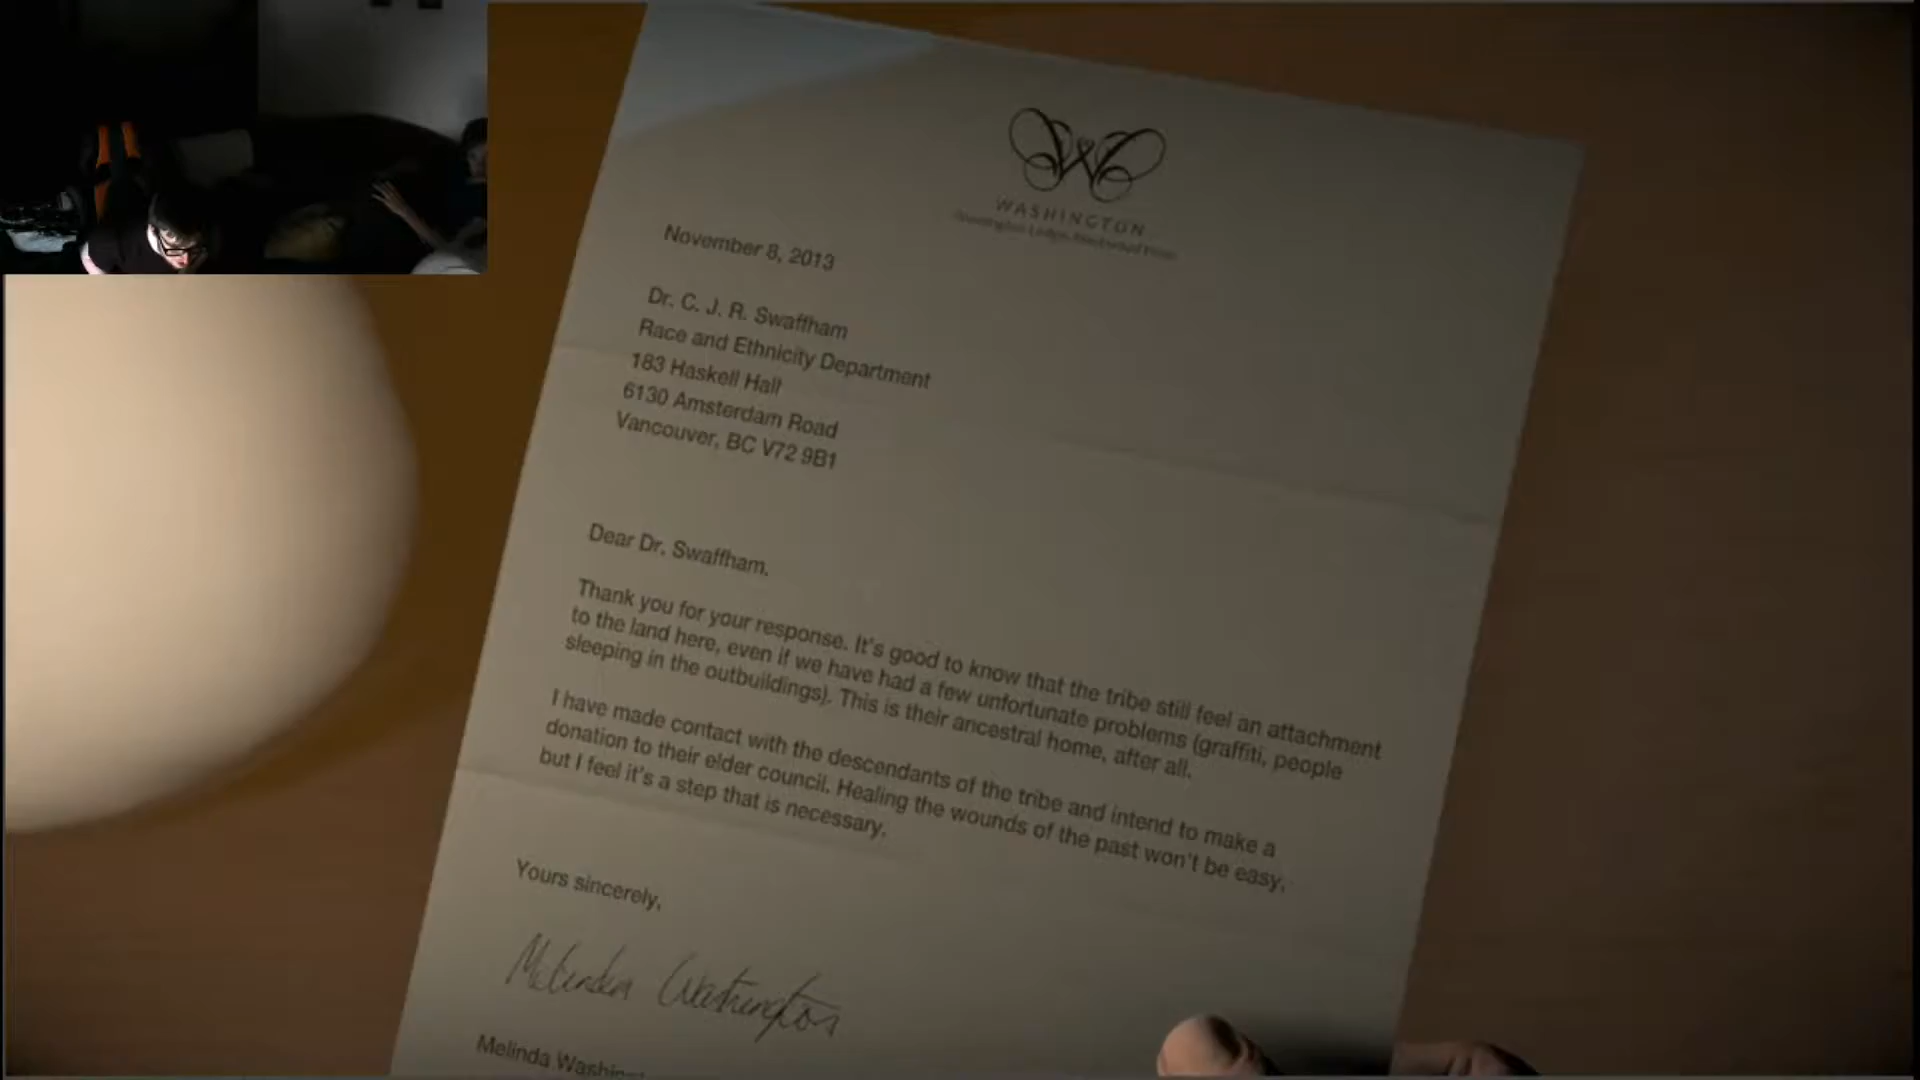 W
WASHINGTON
November 8, 2013
Dr. C. J. R. Swaffham
Race and Ethnicity Department
183 Haskell Hall
6130 Amsterdam Road
Vancouver, BC V72 9B1
Dear Dr. Swaffham.
Thank you for your response. It's good to know that the tribe still feel an attachment
to the land here, even if we have had a few unfortunate problems (graffiti, people
sleeping in the outbuildings). This is their ancestral home, after all.
I have made contact with the descendants of the tribe and intend to make a
donation to their elder council. Healing the wounds of the past won't be easy,
but I feel it's a step that is necessary.
Yours sincerely,
Melinda Washington
Melinda